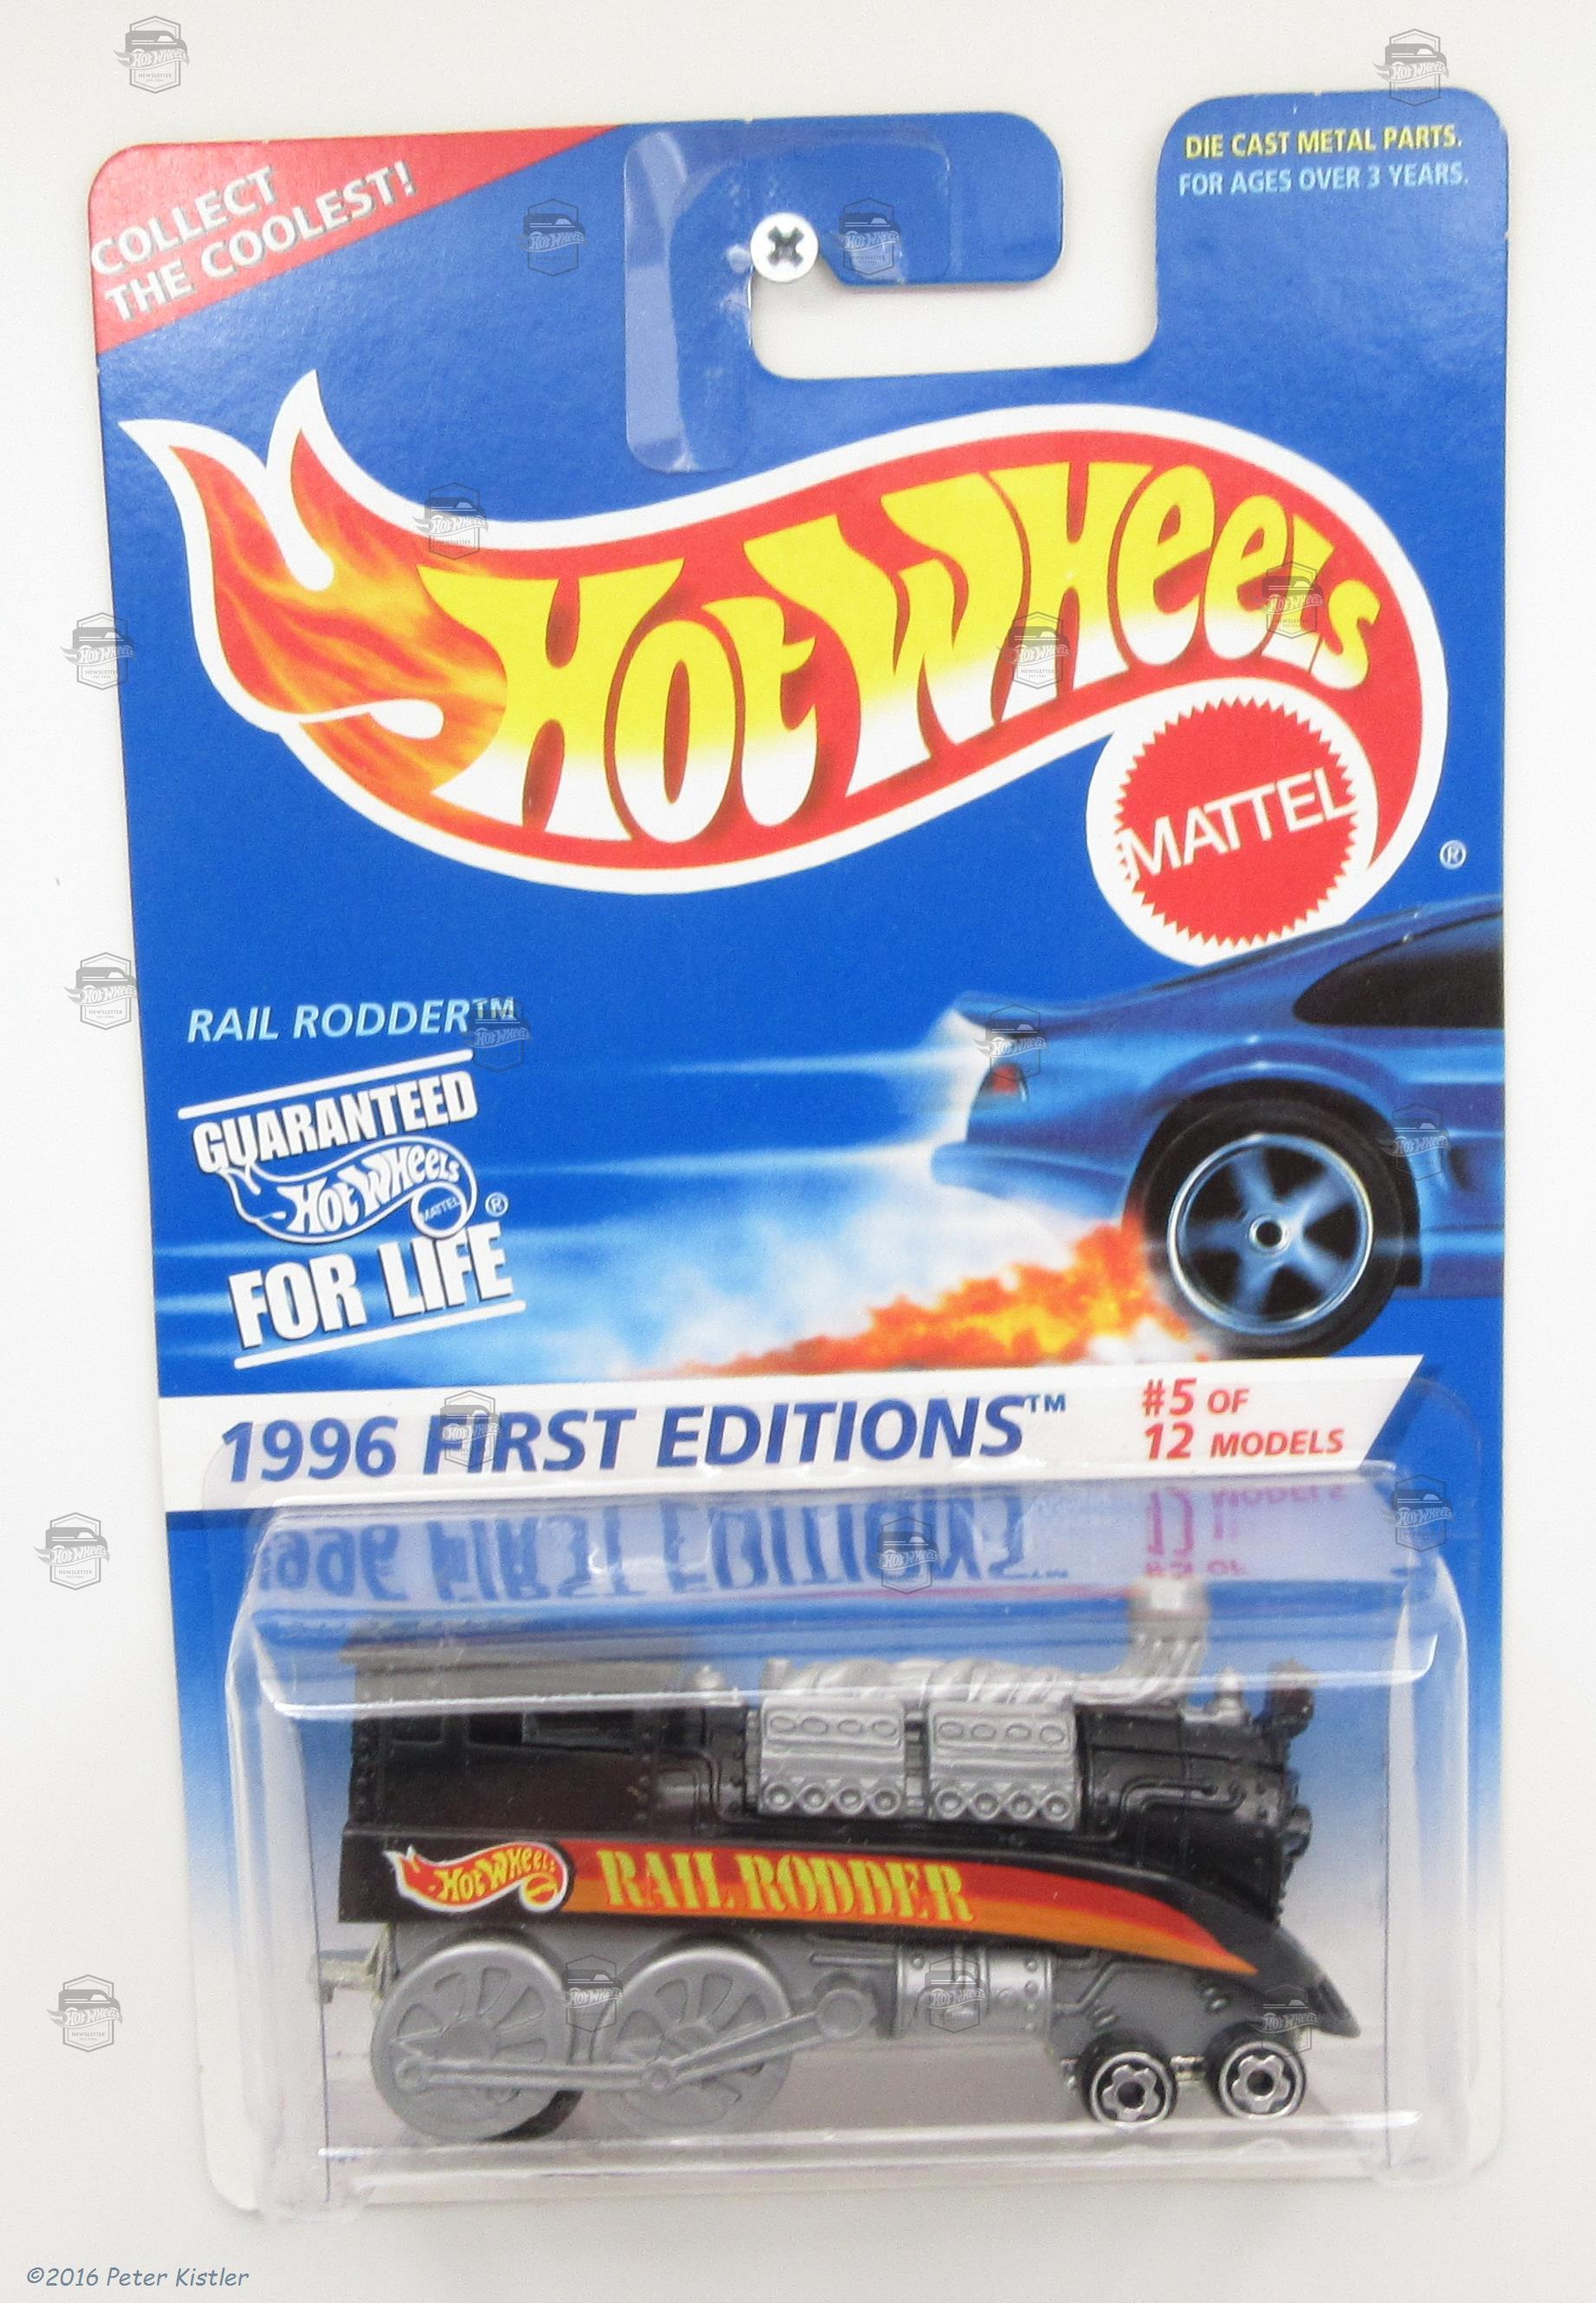 COLLECT
THE COOLEST!
DIE CAST METAL PARTS.
FOR AGES OVER 3 YEARS.
HOT WHEELS
MATTEL
®
RAIL RODDER™
GUARANTEED
HOT WHEELS
MATTEL ®
FOR LIFE
1996 FIRST EDITIONS™
#5 OF
12 MODELS
HOT WHEELS RAIL RODDER
©2016 Peter Kistler